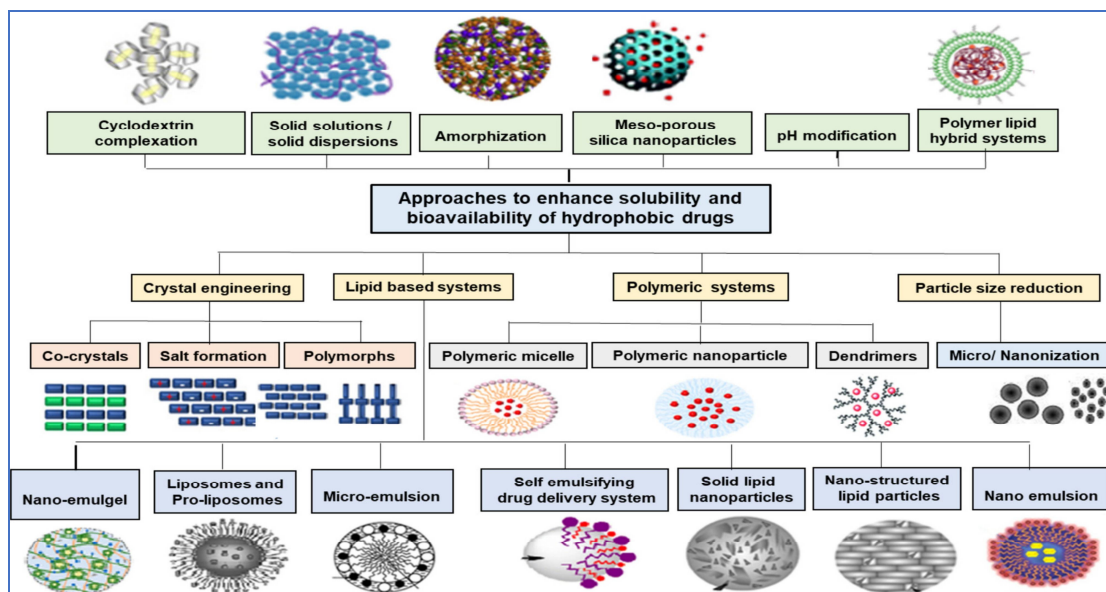 Cyclodextrin
complexation
Solid solutions /
solid dispersions
Amorphization
Meso-porous
silica nanoparticles
pH modification
Polymer lipid
hybrid systems
Approaches to enhance solubility and
bioavailability of hydrophobic drugs
Crystal engineering
Lipid based systems
Polymeric systems
Particle size reduction
Co-crystals
Salt formation
Polymorphs
Polymeric micelle
Polymeric nanoparticle
Dendrimers
Micro/ Nanonization
Nano-emulgel
Liposomes and
Pro-liposomes
Micro-emulsion
Self emulsifying
drug delivery system
Solid lipid
nanoparticles
Nano-structured
lipid particles
Nano emulsion